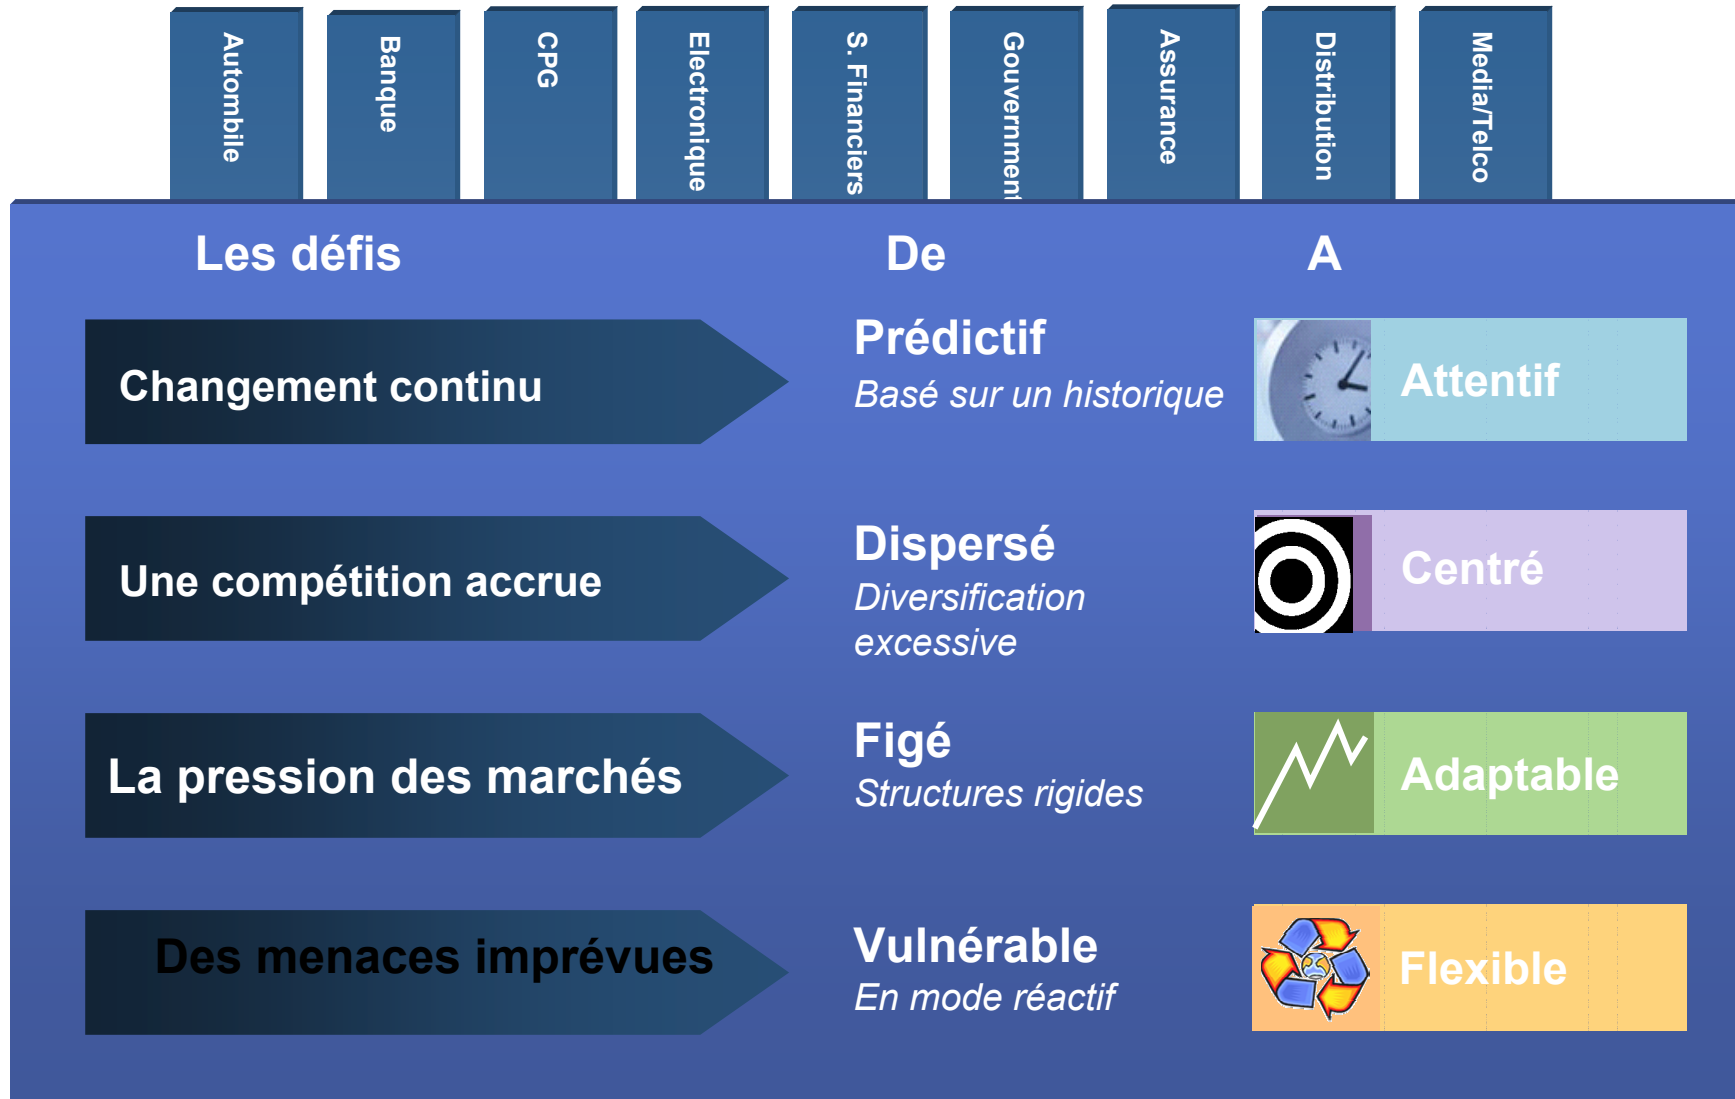 Autombile
Banque
CPG
Electronique
S. Financiers
Gouvernment
Assurance
Distribution
Media/Telco
Les défis
De
A
Changement continu
Prédictif
Basé sur un historique
Attentif
Une compétition accrue
Dispersé
Diversification
excessive
Centré
La pression des marchés
Figé
Structures rigides
Adaptable
Des menaces imprévues
Vulnérable
En mode réactif
Flexible